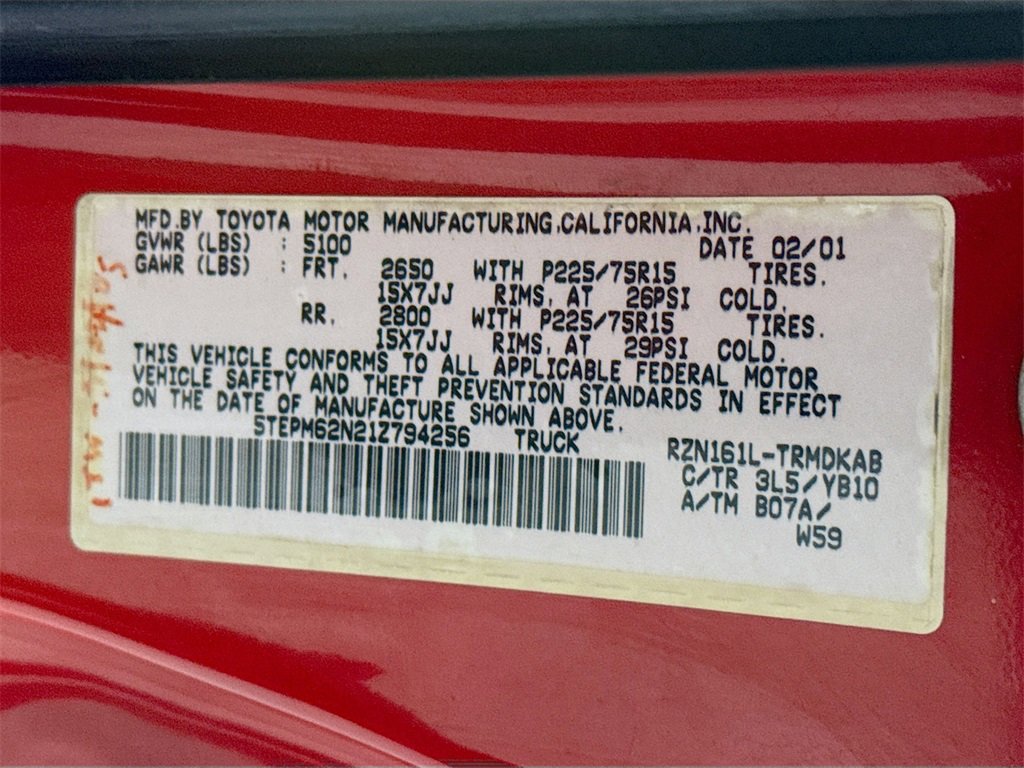 MFD.BY TOYOTA MOTOR MANUFACTURING,CALIFORNIA,INC.
GVWR (LBS) : 5100 DATE 02/01
GAWR (LBS) : FRT. 2650 WITH P225/75R15 TIRES.
15X7JJ RIMS, AT 26PSI COLD.
RR. 2800 WITH P225/75R15 TIRES.
15X7JJ RIMS, AT 29PSI COLD.
THIS VEHICLE CONFORMS TO ALL APPLICABLE FEDERAL MOTOR
VEHICLE SAFETY AND THEFT PREVENTION STANDARDS IN EFFECT
ON THE DATE OF MANUFACTURE SHOWN ABOVE.
5TEPM62N21Z794256 TRUCK
RZN161L-TRMDKAB
C/TR 3L5/YB10
A/TM B07A/
W59